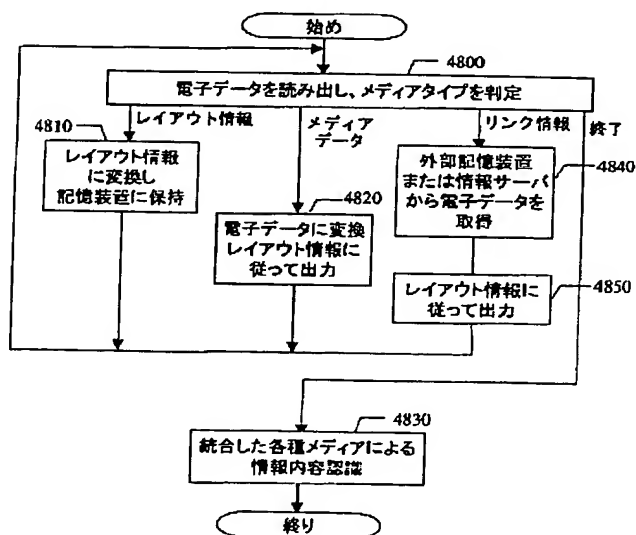 始め
4800
電子データを読み出し、メディアタイプを判定
レイアウト情報
メディア
データ
リンク情報
終了
4810
レイアウト情報
に変換し
記憶装置に保持
4820
電子データに変換
レイアウト情報に
従って出力
外部記憶装置
または情報サーバ
から電子データを
取得
4840
レイアウト情報に
従って出力
4850
4830
統合した各種メディアによる
情報内容認識
終り